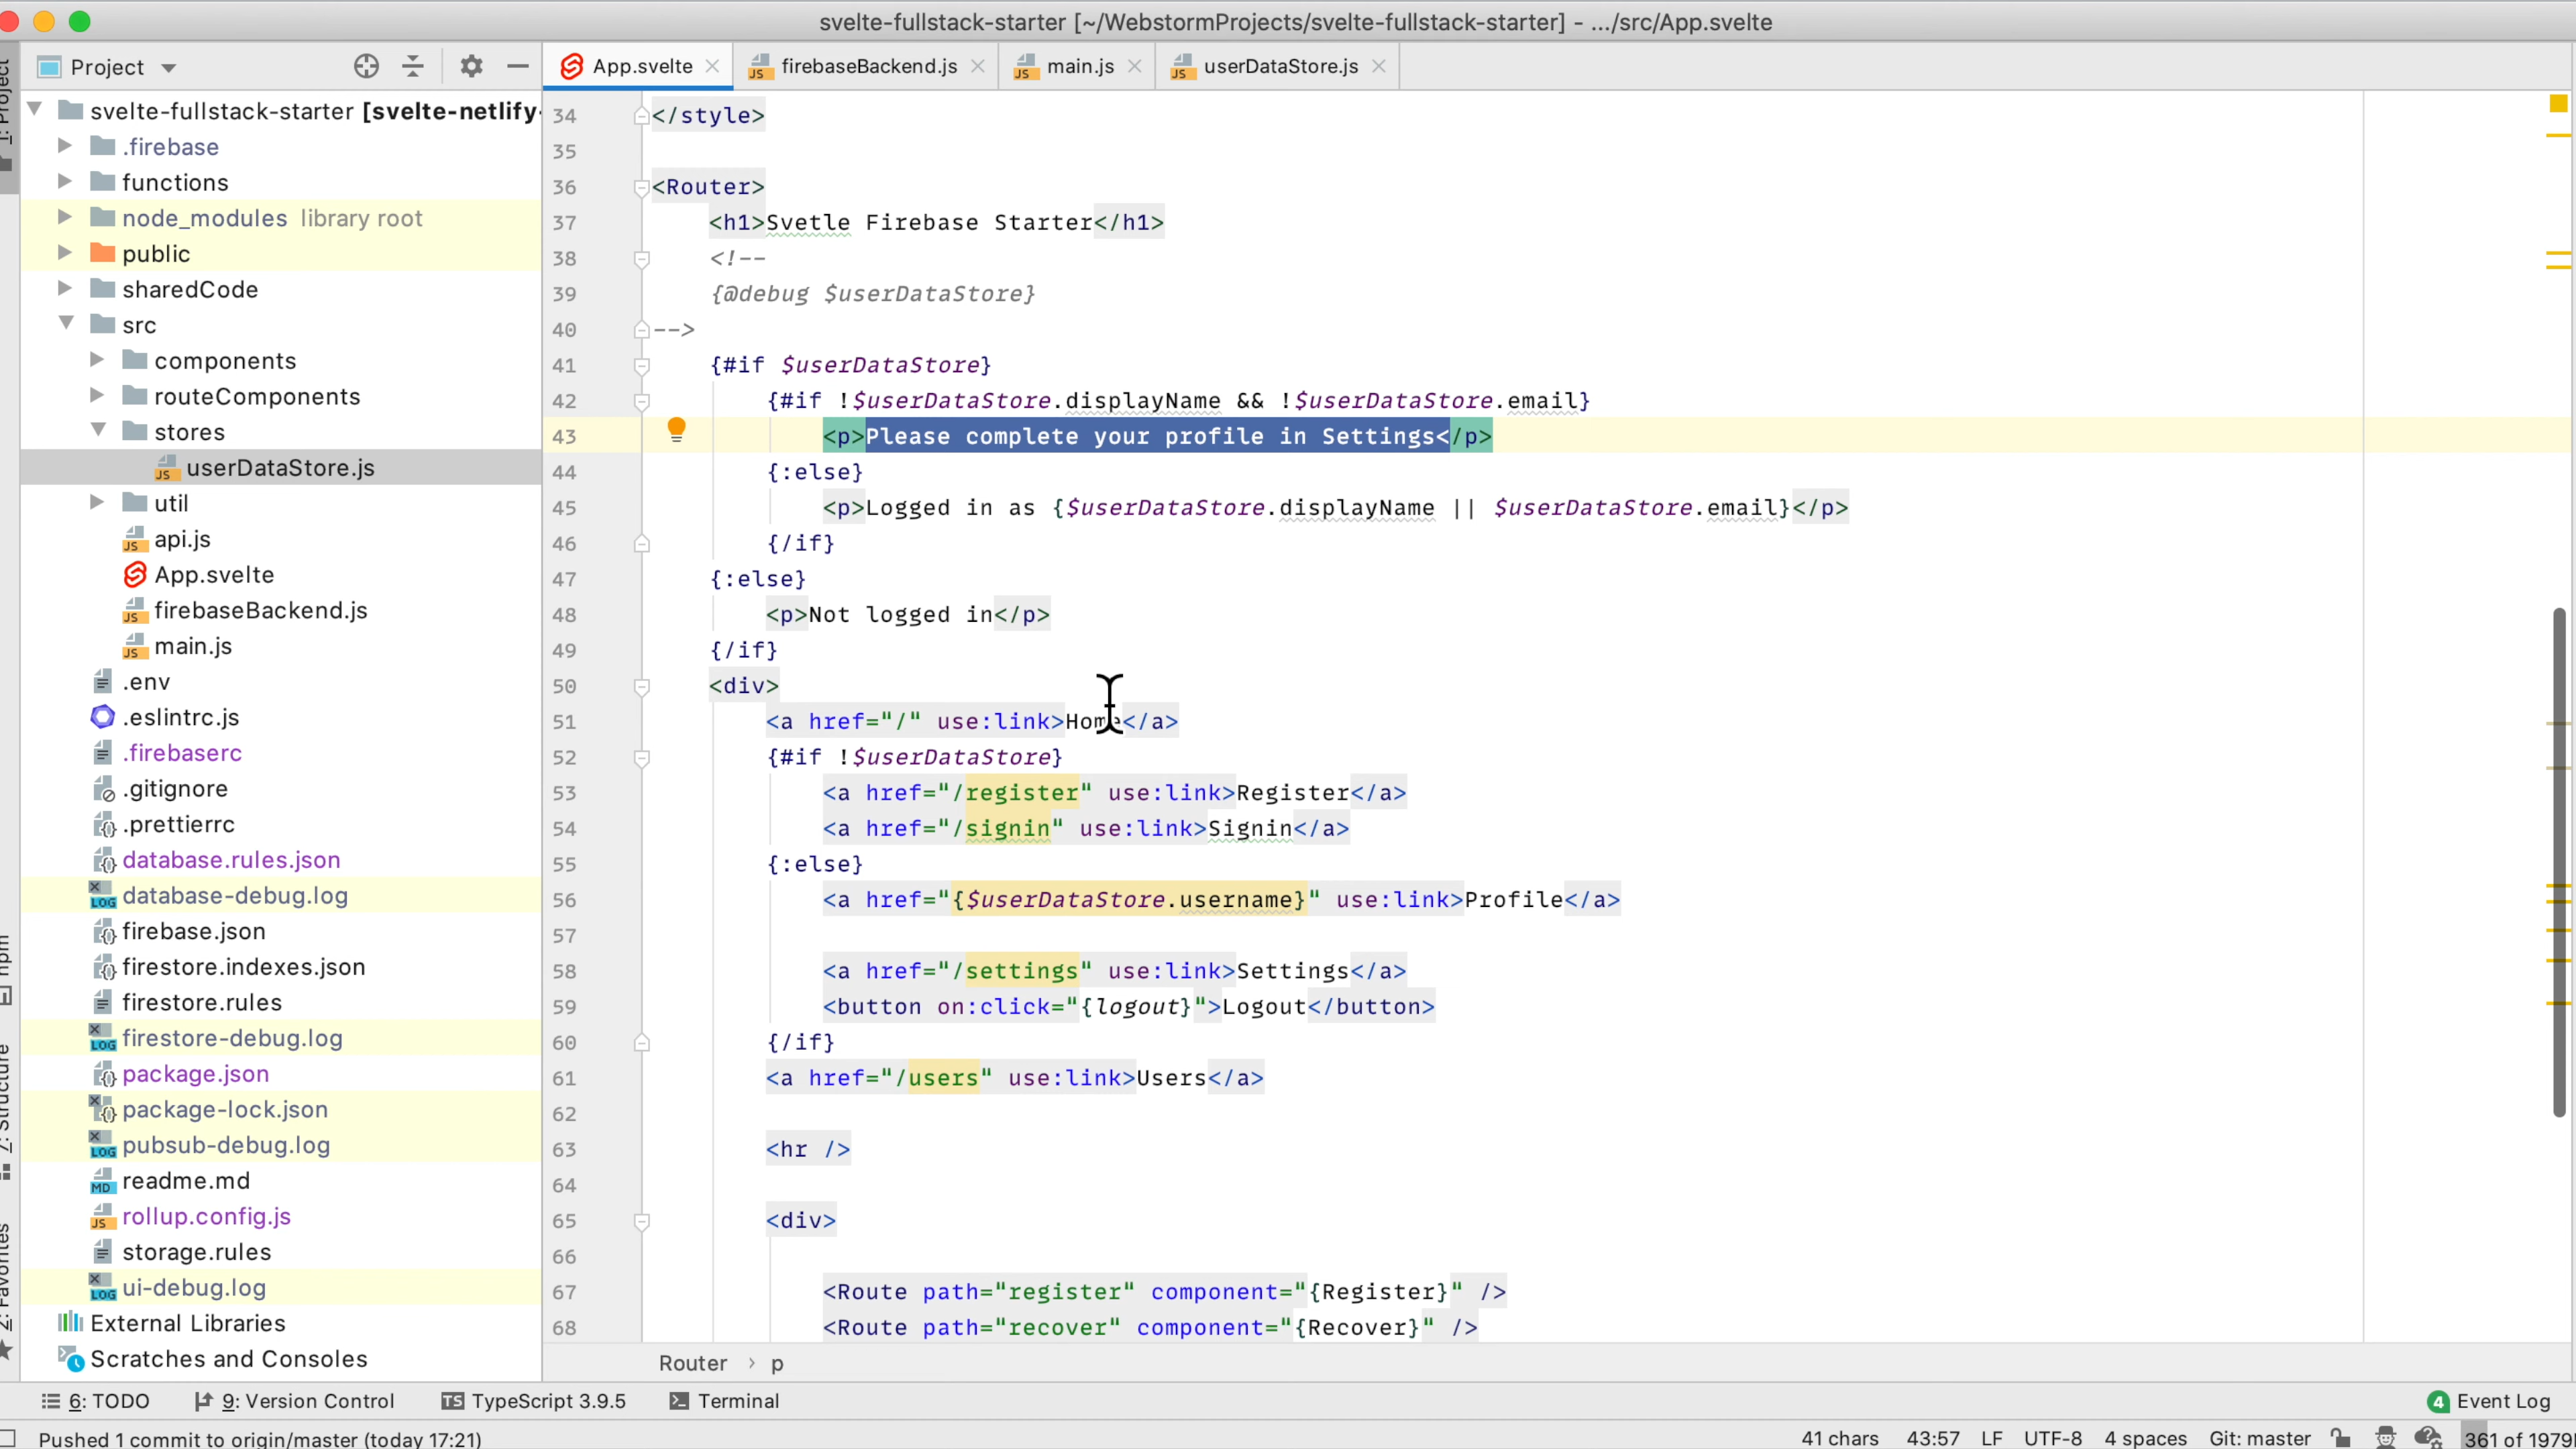 svelte-fullstack-starter [~/WebstormProjects/svelte-fullstack-starter] - .../src/App.svelte
Project
App.svelte
firebaseBackend.js
main.js
userDataStore.js
1: Project
svelte-fullstack-starter [svelte-netlify-
.firebase
functions
node_modules library root
public
sharedCode
src
components
routeComponents
stores
userDataStore.js
util
api.js
App.svelte
firebaseBackend.js
main.js
.env
.eslintrc.js
.firebaserc
.gitignore
.prettierrc
database.rules.json
database-debug.log
firebase.json
firestore.indexes.json
firestore.rules
firestore-debug.log
package.json
package-lock.json
pubsub-debug.log
readme.md
rollup.config.js
storage.rules
ui-debug.log
External Libraries
Scratches and Consoles
npm
Z: Structure
2: Favorites
34 </style>
35
36 <Router>
37 <h1>Svetle Firebase Starter</h1>
38 <!--
39 {@debug $userDataStore}
40 -->
41 {#if $userDataStore}
42 {#if !$userDataStore.displayName && !$userDataStore.email}
43 <p>Please complete your profile in Settings</p>
44 {:else}
45 <p>Logged in as {$userDataStore.displayName || $userDataStore.email}</p>
46 {/if}
47 {:else}
48 <p>Not logged in</p>
49 {/if}
50 <div>
51 <a href="/" use:link>Home</a>
52 {#if !$userDataStore}
53 <a href="/register" use:link>Register</a>
54 <a href="/signin" use:link>Signin</a>
55 {:else}
56 <a href="{$userDataStore.username}" use:link>Profile</a>
57
58 <a href="/settings" use:link>Settings</a>
59 <button on:click="{logout}">Logout</button>
60 {/if}
61 <a href="/users" use:link>Users</a>
62
63 <hr />
64
65 <div>
66
67 <Route path="register" component="{Register}" />
68 <Route path="recover" component="{Recover}" />
Router › p
6: TODO
9: Version Control
TypeScript 3.9.5
Terminal
4 Event Log
Pushed 1 commit to origin/master (today 17:21)
41 chars 43:57 LF UTF-8 4 spaces Git: master 361 of 1979